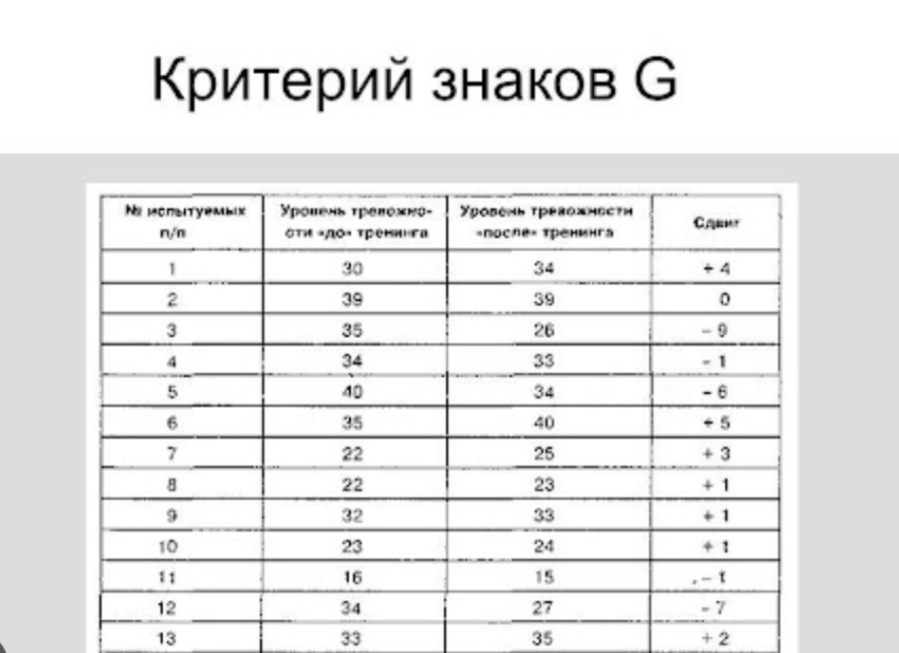 Критерий знаков G
№ испытуемых п/п Уровень тревожно-сти «до» тренинга Уровень тревожности «после» тренинга Сдвиг
1 30 34 + 4
2 39 39 0
3 35 26 – 9
4 34 33 – 1
5 40 34 – 6
6 35 40 + 5
7 22 25 + 3
8 22 23 + 1
9 32 33 + 1
10 23 24 + 1
11 16 15 – 1
12 34 27 – 7
13 33 35 + 2